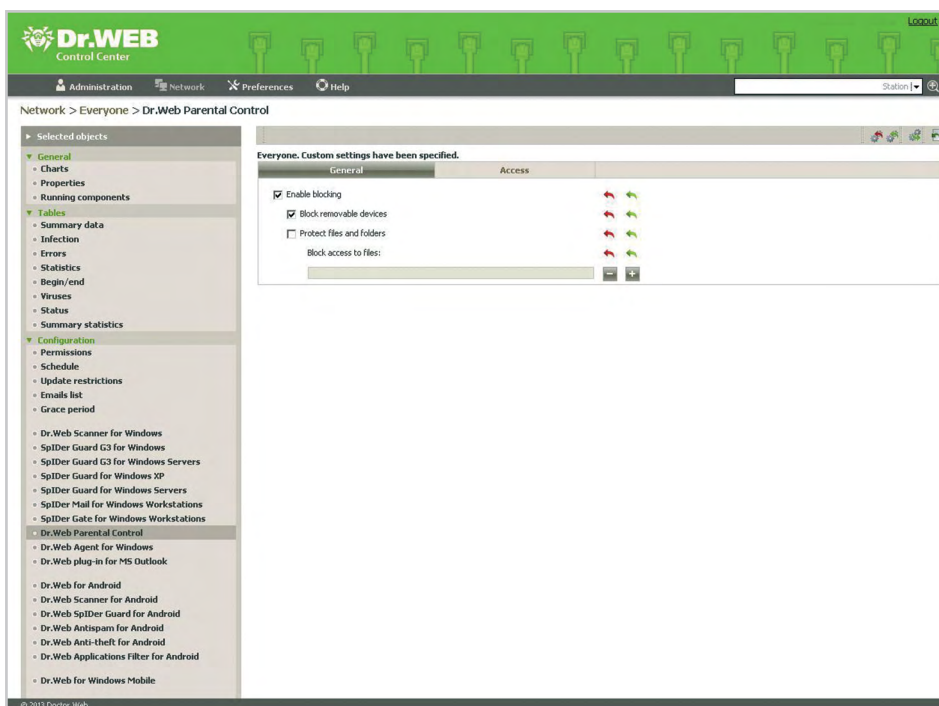 Logout
Dr.WEB
Control Center
Administration Network Preferences Help Station
Network > Everyone > Dr.Web Parental Control
Selected objects
General
Charts
Properties
Running components
Tables
Summary data
Infection
Errors
Statistics
Begin/end
Viruses
Status
Summary statistics
Configuration
Permissions
Schedule
Update restrictions
Emails list
Grace period
Dr.Web Scanner for Windows
SpIDer Guard G3 for Windows
SpIDer Guard G3 for Windows Servers
SpIDer Guard for Windows XP
SpIDer Guard for Windows Servers
SpIDer Mail for Windows Workstations
SpIDer Gate for Windows Workstations
Dr.Web Parental Control
Dr.Web Agent for Windows
Dr.Web plug-in for MS Outlook
Dr.Web for Android
Dr.Web Scanner for Android
Dr.Web SpIDer Guard for Android
Dr.Web Antispam for Android
Dr.Web Anti-theft for Android
Dr.Web Applications Filter for Android
Dr.Web for Windows Mobile
Everyone. Custom settings have been specified.
General Access
Enable blocking
Block removable devices
Protect files and folders
Block access to files:
© 2013 Doctor Web